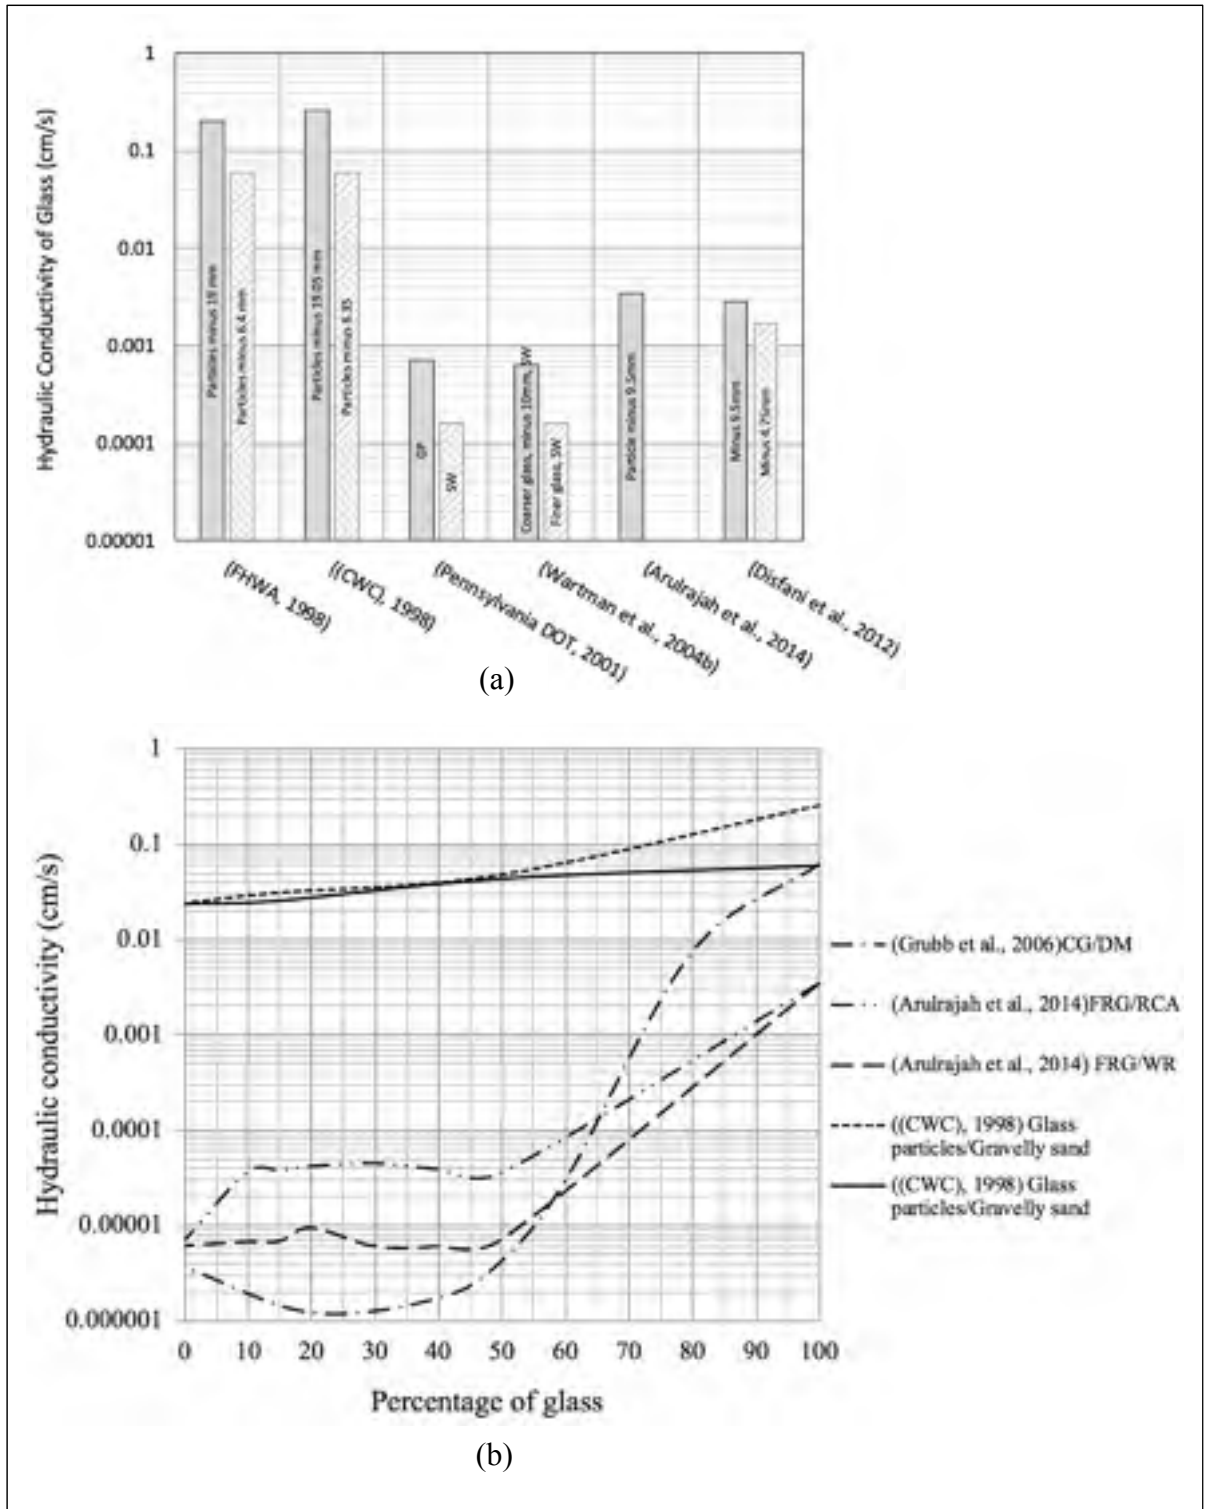 Hydraulic Conductivity of Glass (cm/s)
1
0.1
0.01
0.001
0.0001
0.00001
Particles minus 19 mm
Particles minus 6.4 mm
Particles minus 19.05 mm
Particles minus 6.35
GP
SW
Coarser glass, minus 10mm, SW
Finer glass, SW
Particle minus 9.5mm
Minus 9.5mm
Minus 4.75mm
(FHWA, 1998)
((CWC), 1998)
(Pennsylvania DOT, 2001)
(Wartman et al., 2004b)
(Arulrajah et al., 2014)
(Disfani et al., 2012)
(a)
Hydraulic conductivity (cm/s)
1
0.1
0.01
0.001
0.0001
0.00001
0.000001
0 10 20 30 40 50 60 70 80 90 100
Percentage of glass
(Grubb et al., 2006)CG/DM
(Arulrajah et al., 2014)FRG/RCA
(Arulrajah et al., 2014) FRG/WR
((CWC), 1998) Glass
particles/Gravelly sand
((CWC), 1998) Glass
particles/Gravelly sand
(b)